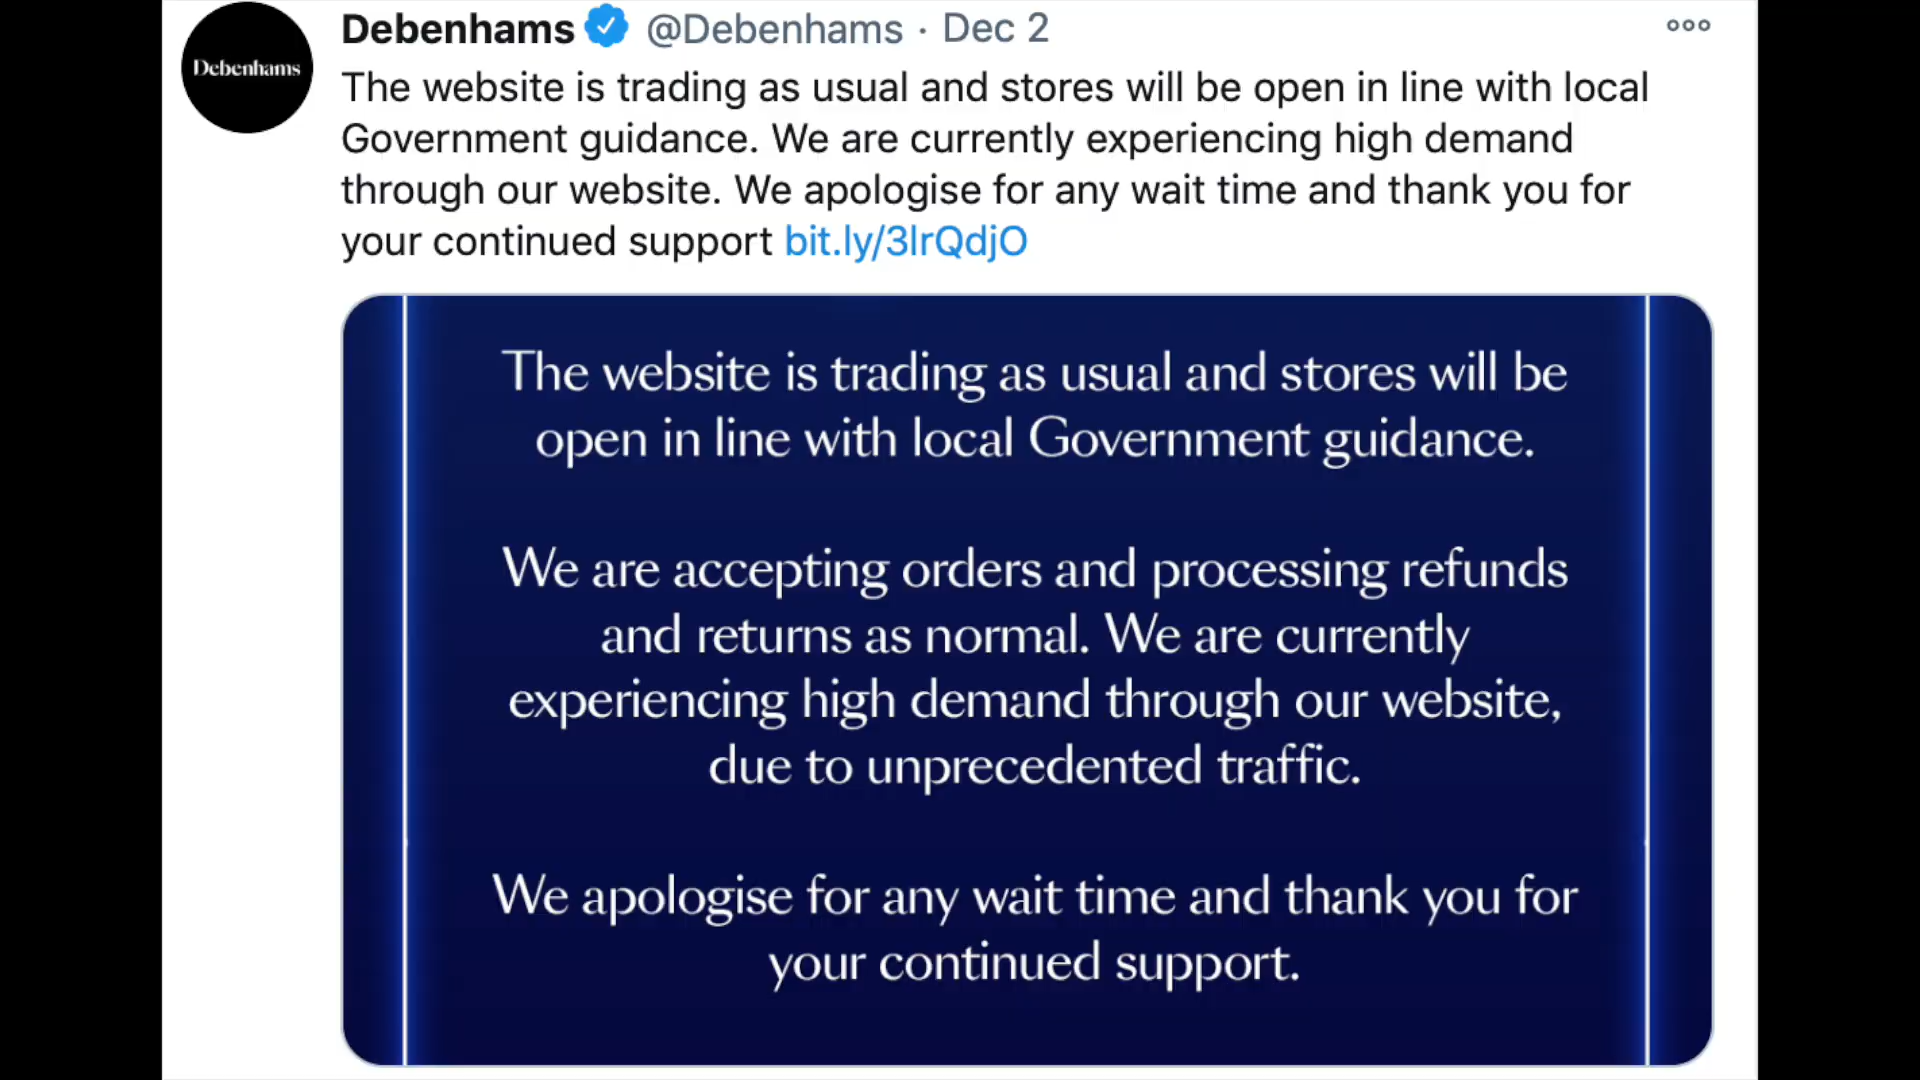 Debenhams @Debenhams · Dec 2
Debenhams
The website is trading as usual and stores will be open in line with local
Government guidance. We are currently experiencing high demand
through our website. We apologise for any wait time and thank you for
your continued support bit.ly/3lrQdjO
The website is trading as usual and stores will be
open in line with local Government guidance.
We are accepting orders and processing refunds
and returns as normal. We are currently
experiencing high demand through our website,
due to unprecedented traffic.
We apologise for any wait time and thank you for
your continued support.